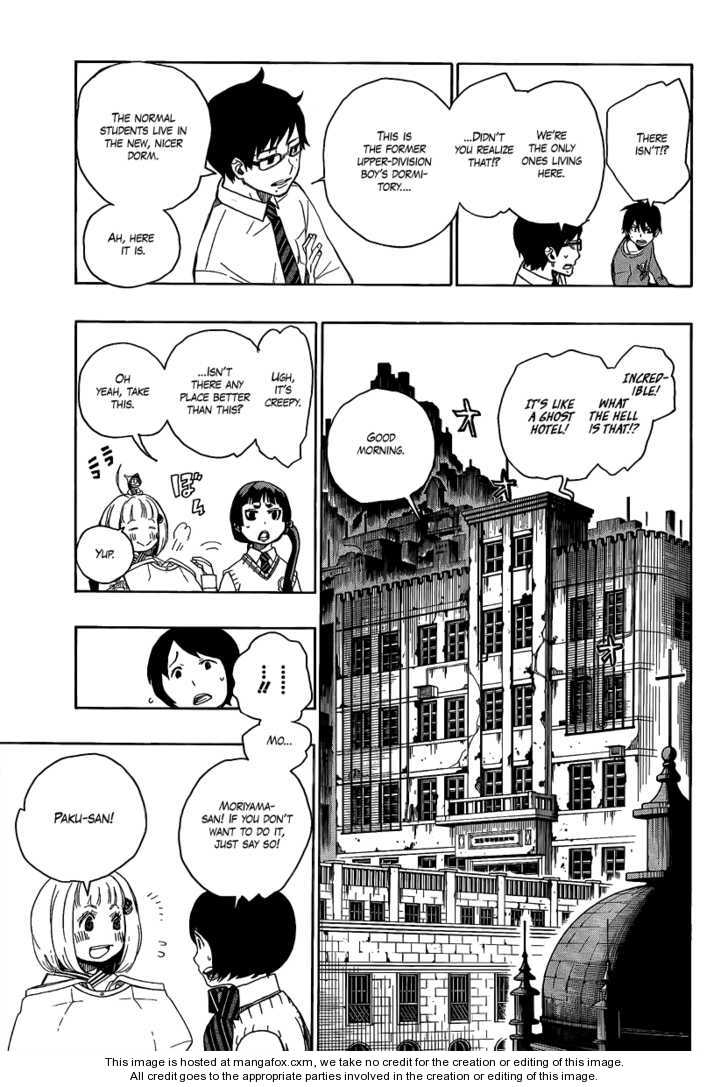 THERE
ISN'T!?
WE'RE
THE ONLY
ONES LIVING
HERE.
...DIDN'T
YOU REALIZE
THAT!?
THIS IS
THE FORMER
UPPER-DIVISION
BOY'S DORMI-
TORY....
THE NORMAL
STUDENTS LIVE IN
THE NEW, NICER
DORM.
AH, HERE
IT IS.
INCRED-
IBLE!
WHAT
THE HELL
IS THAT!?
IT'S LIKE
A GHOST
HOTEL!
GOOD
MORNING.
UGH,
IT'S
CREEPY.
...ISN'T
THERE ANY
PLACE BETTER
THAN THIS?
OH
YEAH, TAKE
THIS.
YUP.
......!!
MO...
MORIYAMA-
SAN! IF YOU DON'T
WANT TO DO IT,
JUST SAY SO!
PAKU-SAN!
This image is hosted at mangafox.cxm, we take no credit for the creation or editing of this image.
All credit goes to the appropriate parties involved in the creation or editing of this image.